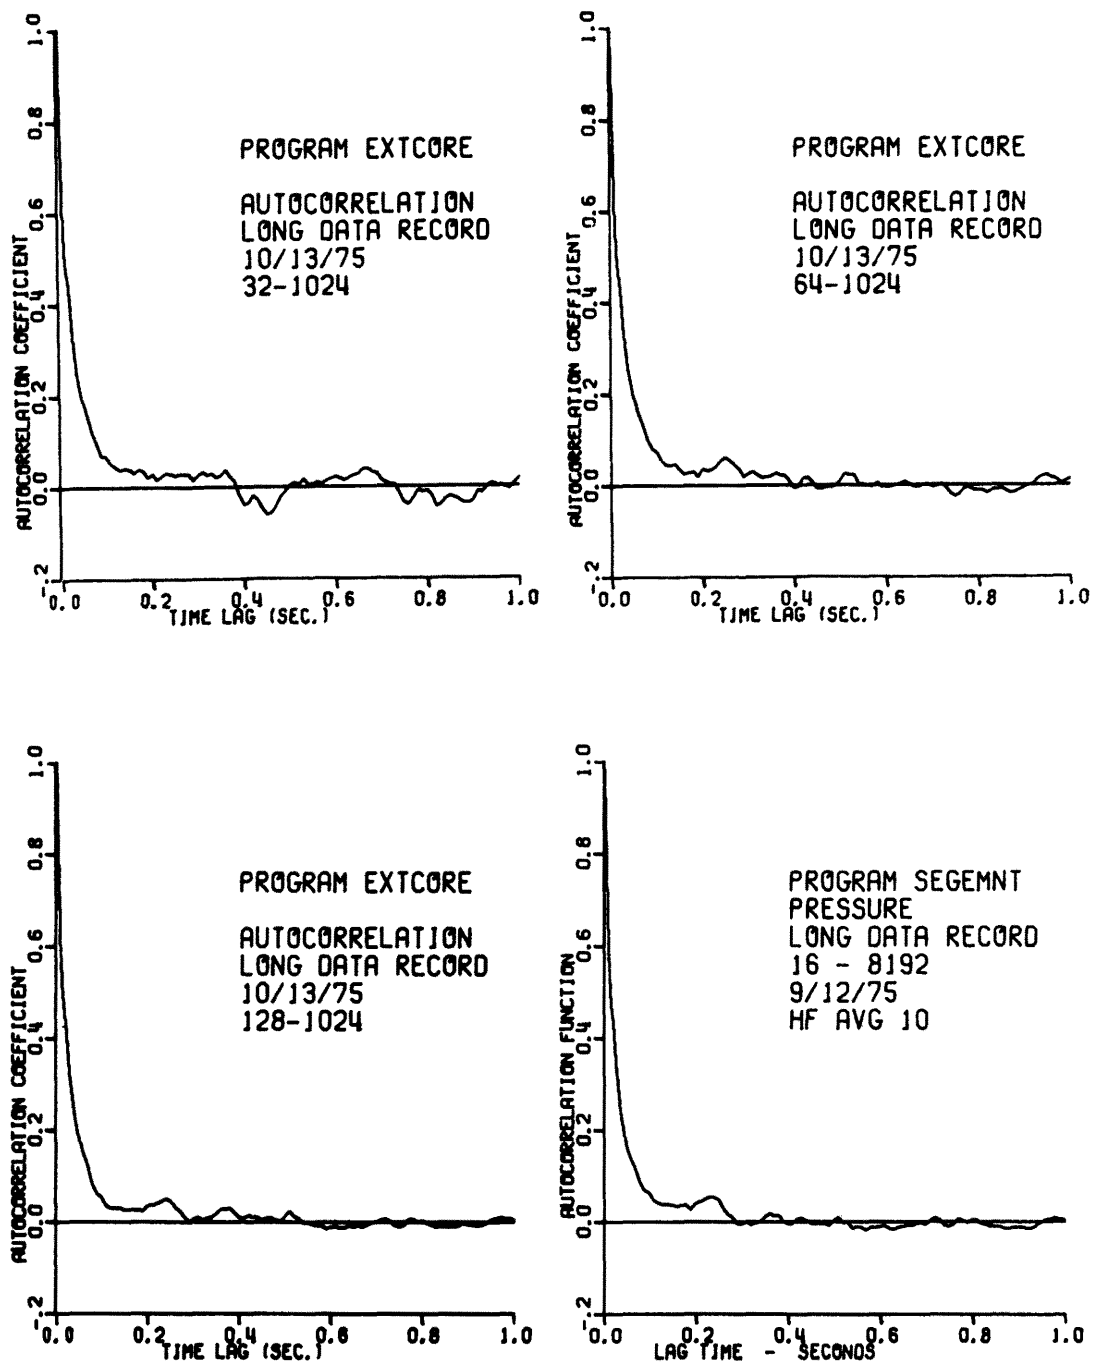 1.0
0.8
0.6
0.4
0.2
0.0
-.2
AUTOCORRELATION COEFFICIENT
PROGRAM EXTCORE
AUTOCORRELATION
LONG DATA RECORD
10/13/75
32-1024
0.0 0.2 0.4 0.6 0.8 1.0
TIME LAG (SEC.)
1.0
0.8
0.6
0.4
0.2
0.0
-.2
AUTOCORRELATION COEFFICIENT
PROGRAM EXTCORE
AUTOCORRELATION
LONG DATA RECORD
10/13/75
64-1024
0.0 0.2 0.4 0.6 0.8 1.0
TIME LAG (SEC.)
1.0
0.8
0.6
0.4
0.2
0.0
-.2
AUTOCORRELATION COEFFICIENT
PROGRAM EXTCORE
AUTOCORRELATION
LONG DATA RECORD
10/13/75
128-1024
0.0 0.2 0.4 0.6 0.8 1.0
TIME LAG (SEC.)
1.0
0.8
0.6
0.4
0.2
0.0
-.2
AUTOCORRELATION FUNCTION
PROGRAM SEGEMNT
PRESSURE
LONG DATA RECORD
16 - 8192
9/12/75
HF AVG 10
0.0 0.2 0.4 0.6 0.8 1.0
LAG TIME - SECONDS